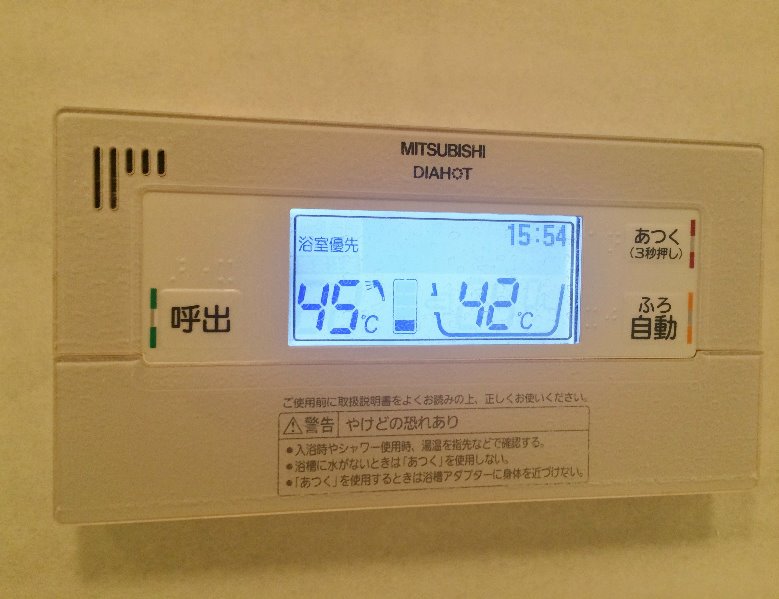 MITSUBISHI
DIAHOT
浴室優先
15:54
45℃
42℃
呼出
あつく
(3秒押し)
ふろ
自動
ご使用前に取扱説明書をよくお読みの上、正しくお使いください。
⚠警告 やけどの恐れあり
●入浴時やシャワー使用時、湯温を指先などで確認する。
●浴槽に水がないときは「あつく」を使用しない。
●「あつく」を使用するときは浴槽アダプターに身体を近づけない。